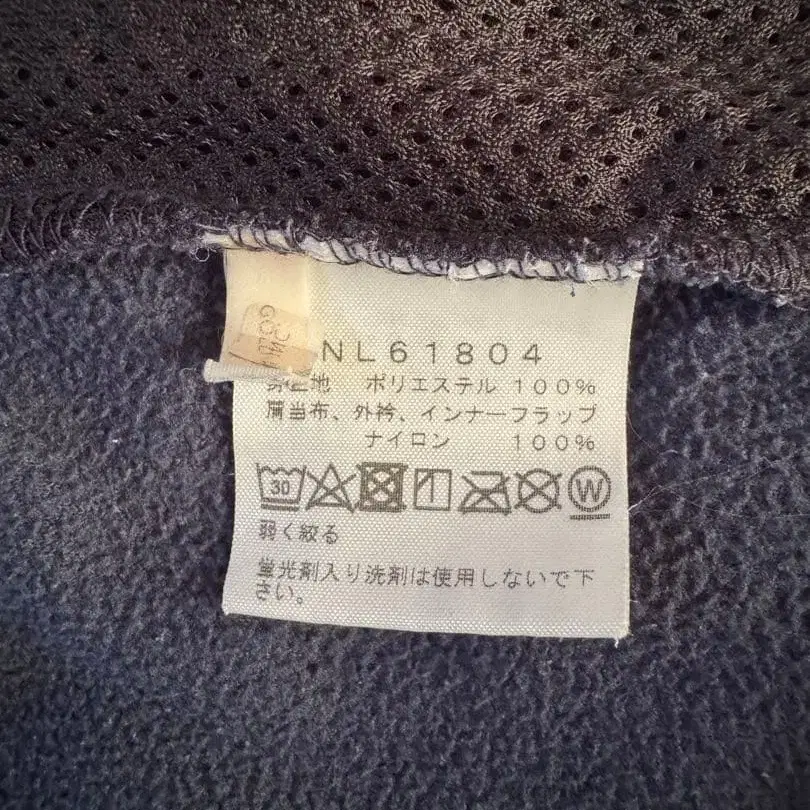 NL61804
地 ポリエステル 100%
肩当布、外衿、インナーフラップ
ナイロン 100%
30
W
弱く絞る
蛍光剤入り洗剤は使用しないで下
さい。